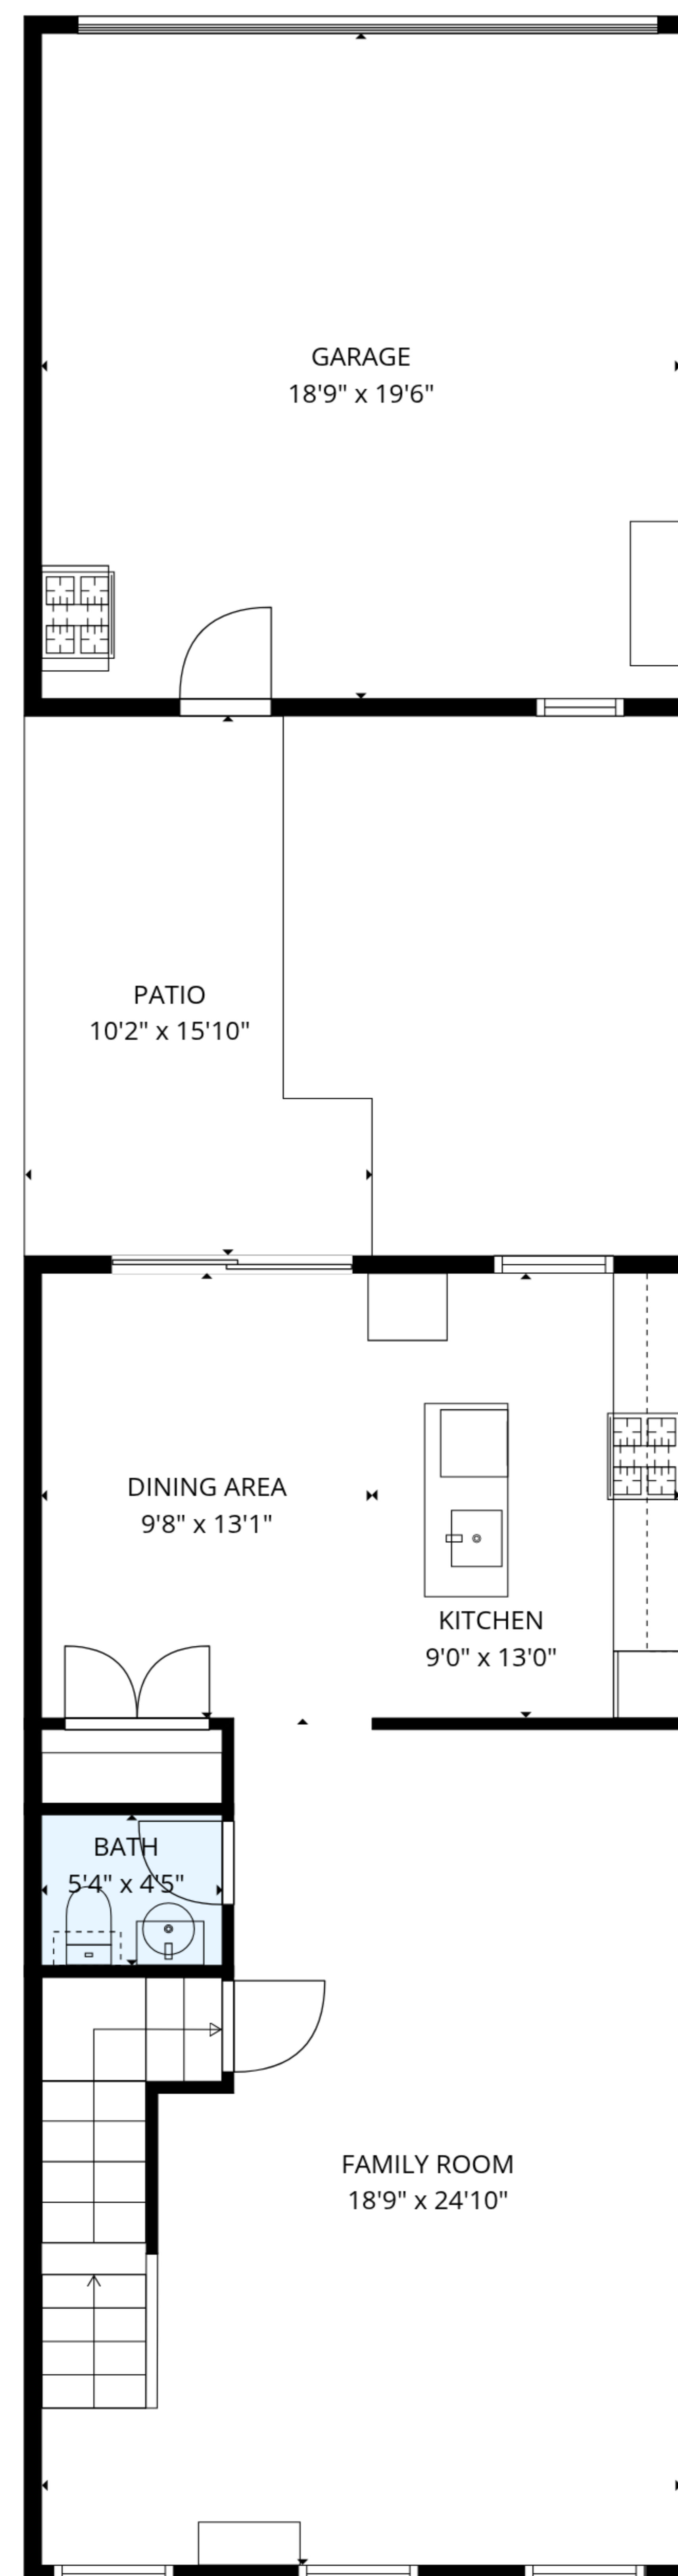 GARAGE
18'9" x 19'6"
PATIO
10'2" x 15'10"
DINING AREA
9'8" x 13'1"
KITCHEN
9'0" x 13'0"
BATH
5'4" x 4'5"
FAMILY ROOM
18'9" x 24'10"